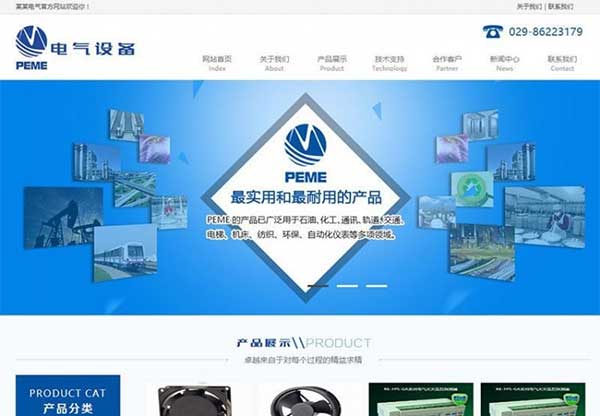 某某电气官方网站欢迎你！
关于我们 | 联系我们
PEME
电气设备
029-86223179
网站首页 关于我们 产品展示 技术支持 合作客户 新闻中心 联系我们
Index About Product Technology Partner News Contact
PEME
最实用和最耐用的产品
PEME 的产品已广泛用于石油、化工、通讯、轨道、交通、
电梯、机床、纺织、环保、自动化仪表等多项领域。
产品展示\\PRODUCT
卓越来自于对每个过程的精益求精
PRODUCT CAT
产品分类